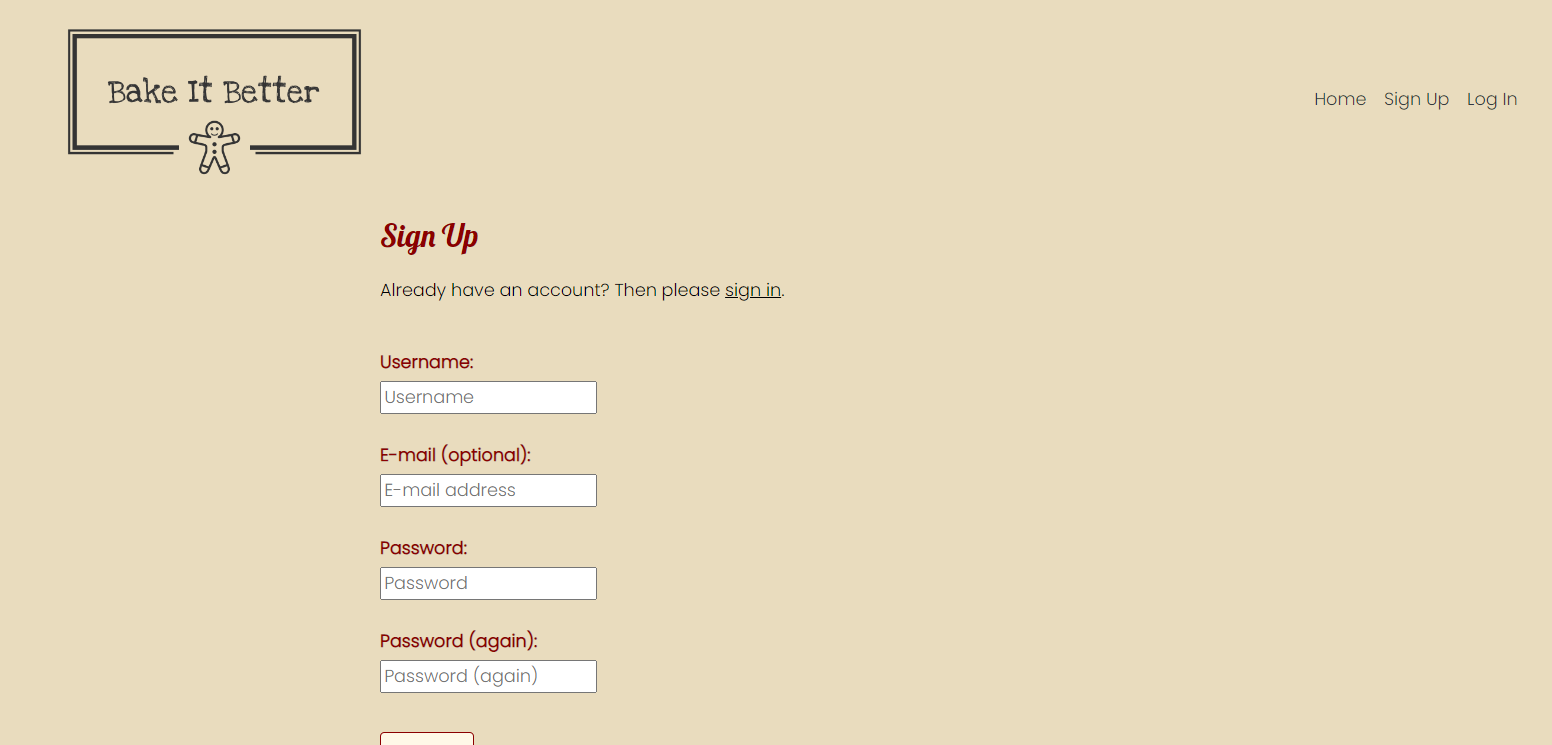 Bake It Better
Home Sign Up Log In
Sign Up
Already have an account? Then please sign in.
Username:
Username
E-mail (optional):
E-mail address
Password:
Password
Password (again):
Password (again)